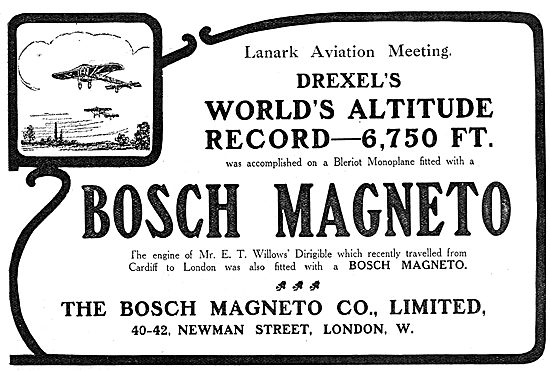 Lanark Aviation Meeting.
DREXEL'S
WORLD'S ALTITUDE
RECORD—6,750 FT.
was accomplished on a Bleriot Monoplane fitted with a
BOSCH MAGNETO
The engine of Mr. E. T. Willows' Dirigible which recently travelled from
Cardiff to London was also fitted with a BOSCH MAGNETO.
THE BOSCH MAGNETO CO., LIMITED,
40-42, NEWMAN STREET, LONDON, W.